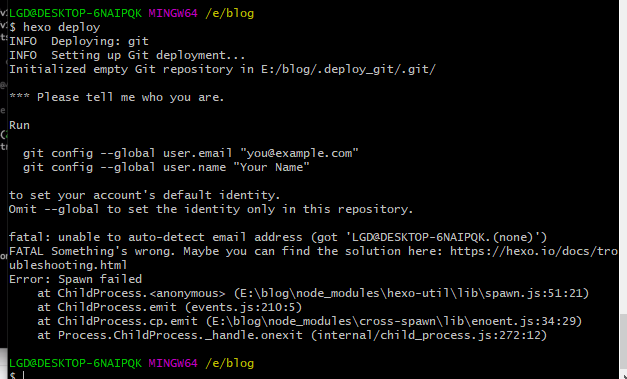 LGD@DESKTOP-6NAIPQK MINGW64 /e/blog
$ hexo deploy
INFO  Deploying: git
INFO  Setting up Git deployment...
Initialized empty Git repository in E:/blog/.deploy_git/.git/
*** Please tell me who you are.
Run
  git config --global user.email "you@example.com"
  git config --global user.name "Your Name"
to set your account's default identity.
Omit --global to set the identity only in this repository.
fatal: unable to auto-detect email address (got 'LGD@DESKTOP-6NAIPQK.(none)')
FATAL Something's wrong. Maybe you can find the solution here: https://hexo.io/docs/tro
ubleshooting.html
Error: Spawn failed
    at ChildProcess.<anonymous> (E:\blog\node_modules\hexo-util\lib\spawn.js:51:21)
    at ChildProcess.emit (events.js:210:5)
    at ChildProcess.cp.emit (E:\blog\node_modules\cross-spawn\lib\enoent.js:34:29)
    at Process.ChildProcess._handle.onexit (internal/child_process.js:272:12)
LGD@DESKTOP-6NAIPQK MINGW64 /e/blog
$